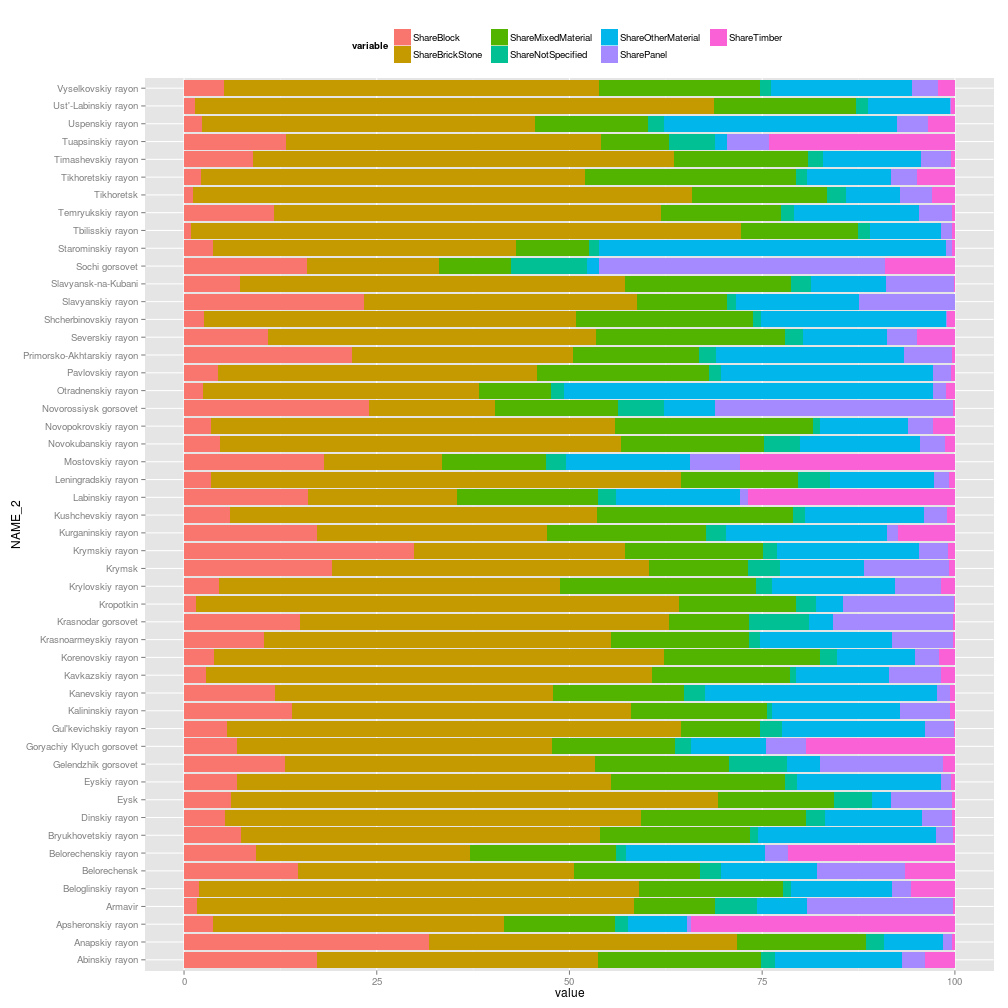 variable
ShareBlock ShareMixedMaterial ShareOtherMaterial ShareTimber
ShareBrickStone ShareNotSpecified SharePanel
NAME_2
Vyselkovskiy rayon
Ust'-Labinskiy rayon
Uspenskiy rayon
Tuapsinskiy rayon
Timashevskiy rayon
Tikhoretskiy rayon
Tikhoretsk
Temryukskiy rayon
Tbilisskiy rayon
Starominskiy rayon
Sochi gorsovet
Slavyansk-na-Kubani
Slavyanskiy rayon
Shcherbinovskiy rayon
Severskiy rayon
Primorsko-Akhtarskiy rayon
Pavlovskiy rayon
Otradnenskiy rayon
Novorossiysk gorsovet
Novopokrovskiy rayon
Novokubanskiy rayon
Mostovskiy rayon
Leningradskiy rayon
Labinskiy rayon
Kushchevskiy rayon
Kurganinskiy rayon
Krymskiy rayon
Krymsk
Krylovskiy rayon
Kropotkin
Krasnodar gorsovet
Krasnoarmeyskiy rayon
Korenovskiy rayon
Kavkazskiy rayon
Kanevskiy rayon
Kalininskiy rayon
Gul'kevichskiy rayon
Goryachiy Klyuch gorsovet
Gelendzhik gorsovet
Eyskiy rayon
Eysk
Dinskiy rayon
Bryukhovetskiy rayon
Belorechenskiy rayon
Belorechensk
Beloglinskiy rayon
Armavir
Apsheronskiy rayon
Anapskiy rayon
Abinskiy rayon
0 25 50 75 100
value